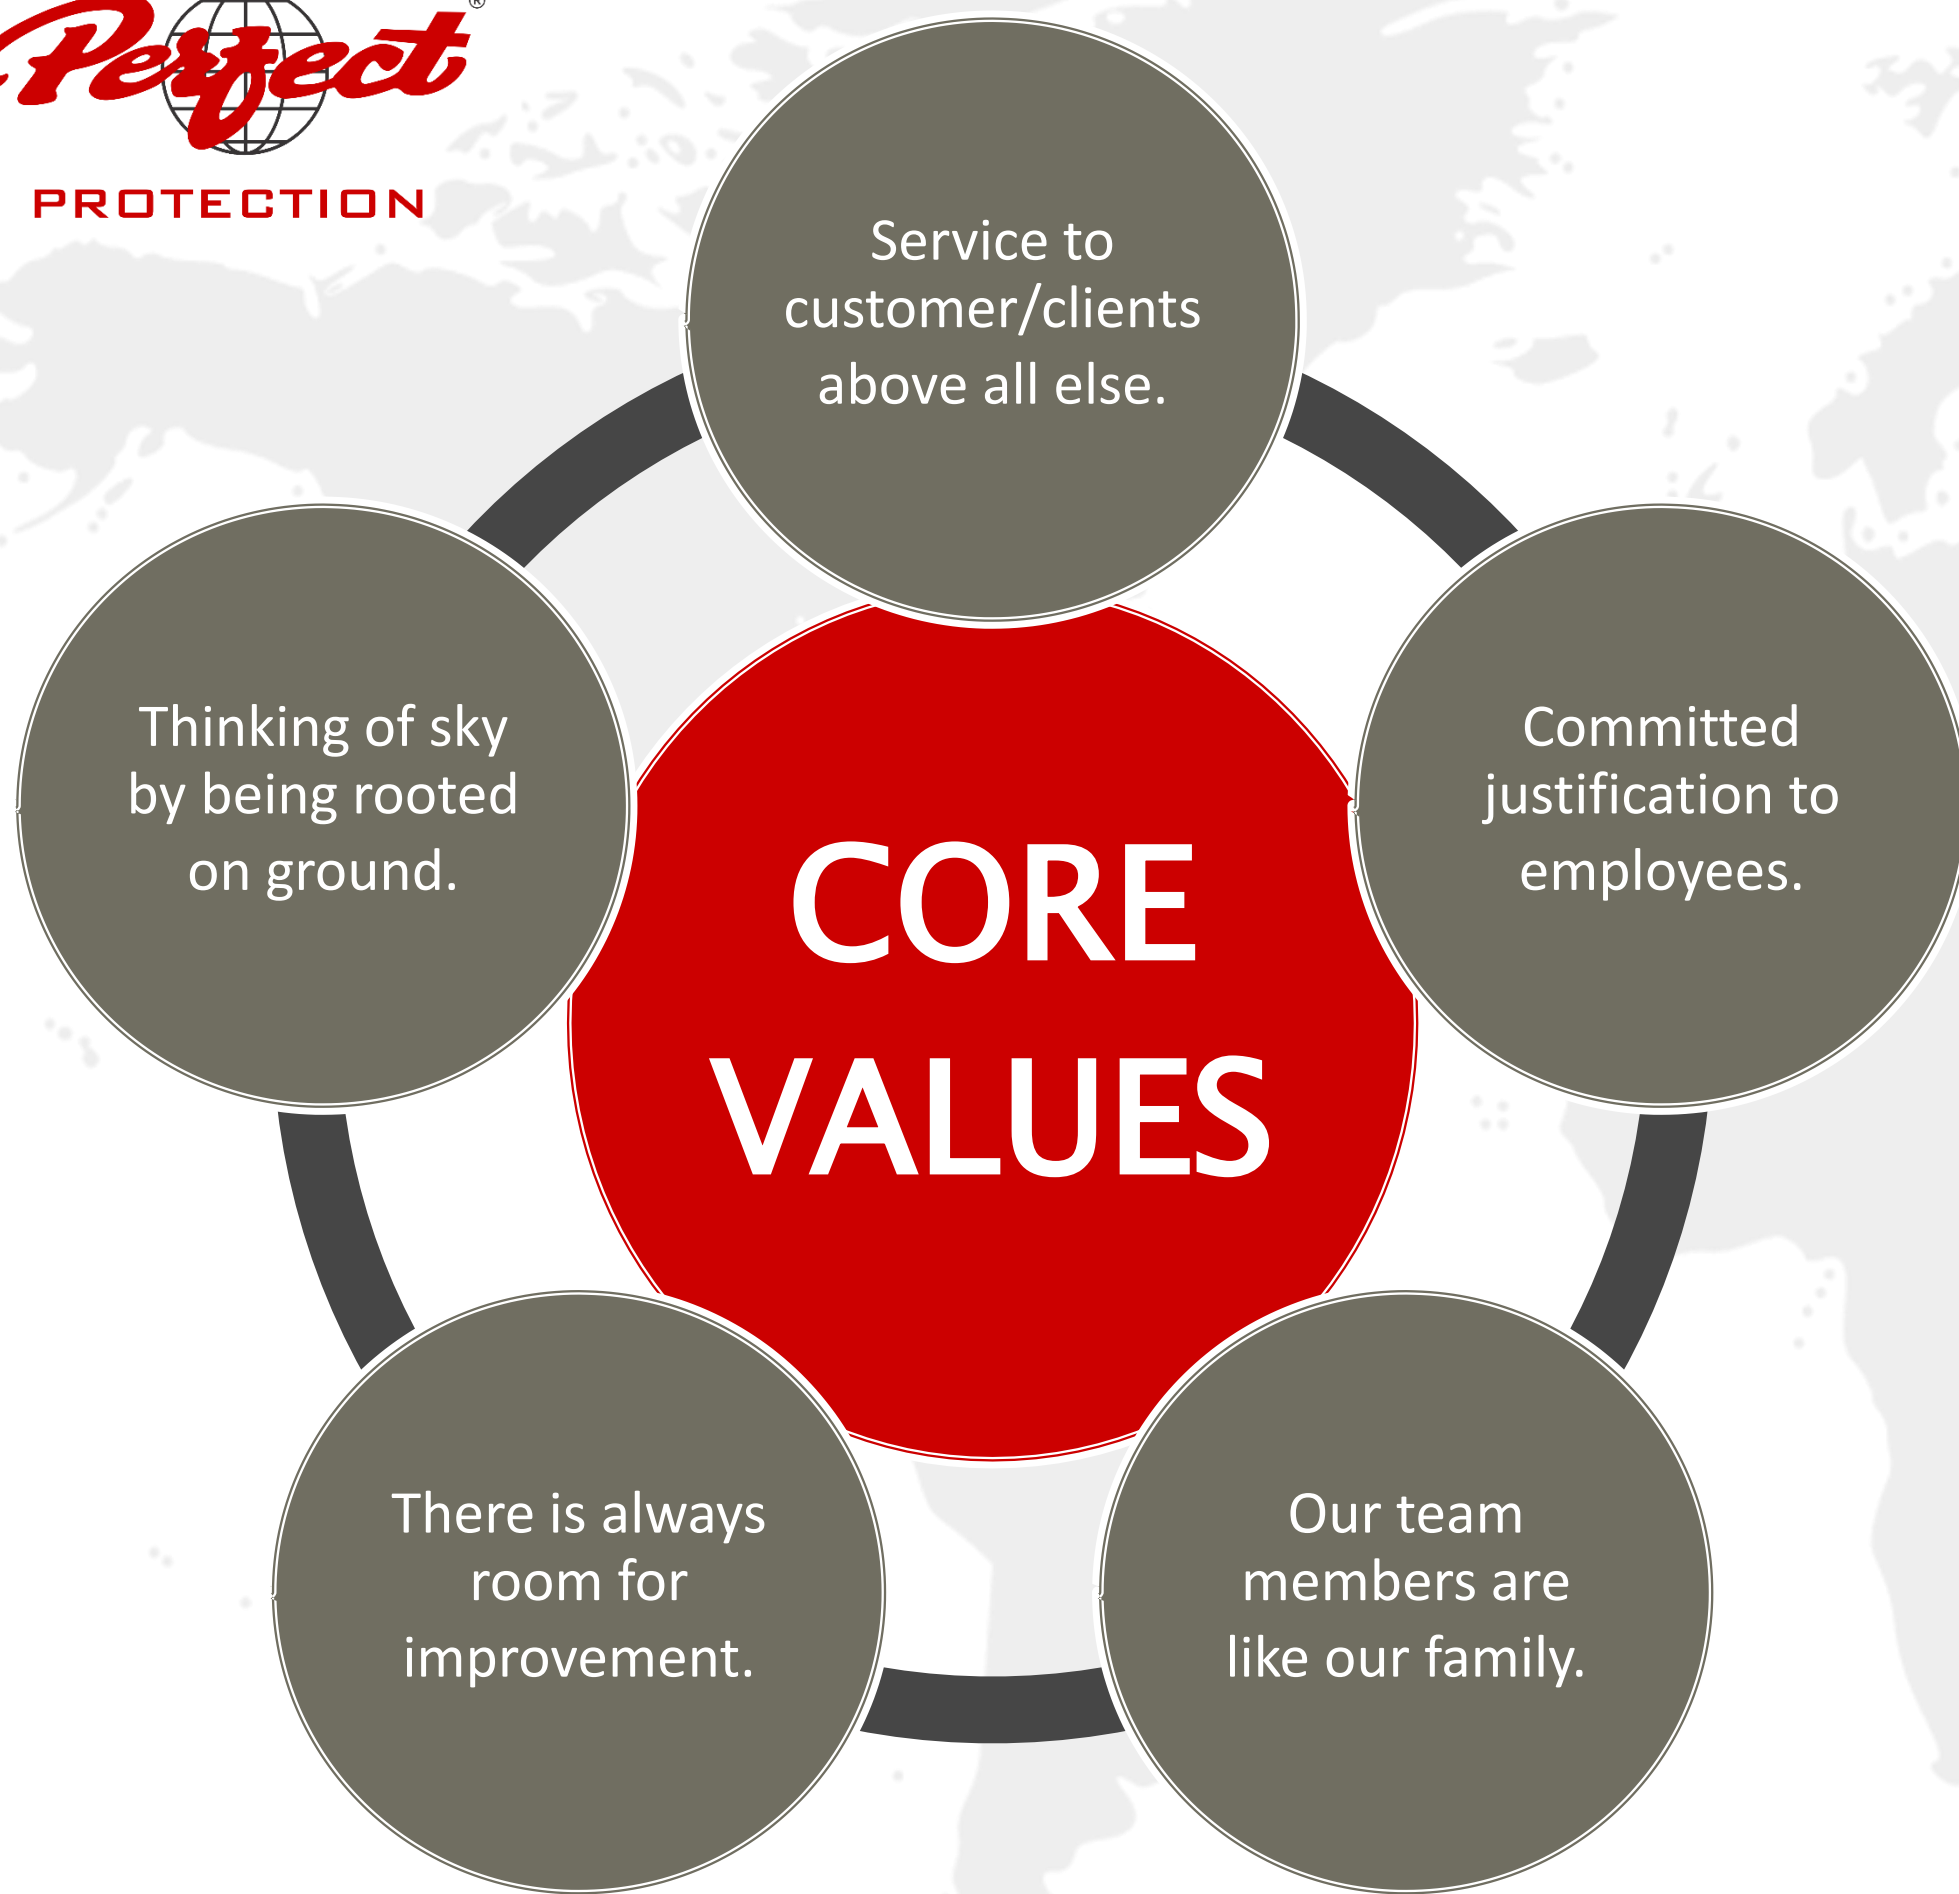 Perfect
®
PROTECTION
Service to
customer/clients
above all else.
Thinking of sky
by being rooted
on ground.
Committed
justification to
employees.
CORE
VALUES
There is always
room for
improvement.
Our team
members are
like our family.